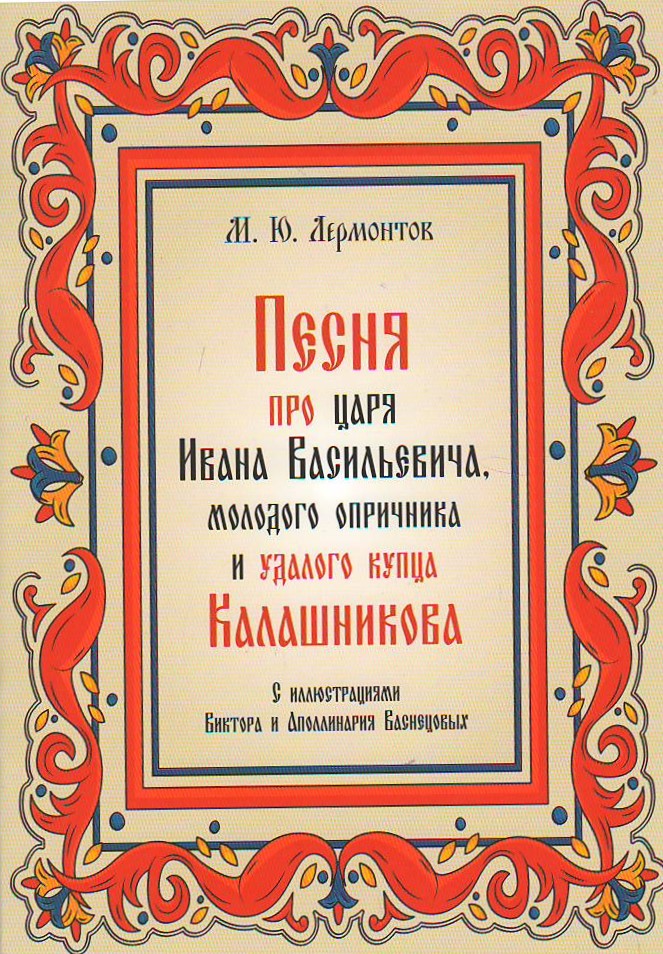 М. Ю. Лермонтов
Песня
про царя
Ивана Васильевича,
молодого опричника
и удалого купца
Калашникова
С иллюстрациями
Виктора и Аполлинария Васнецовых